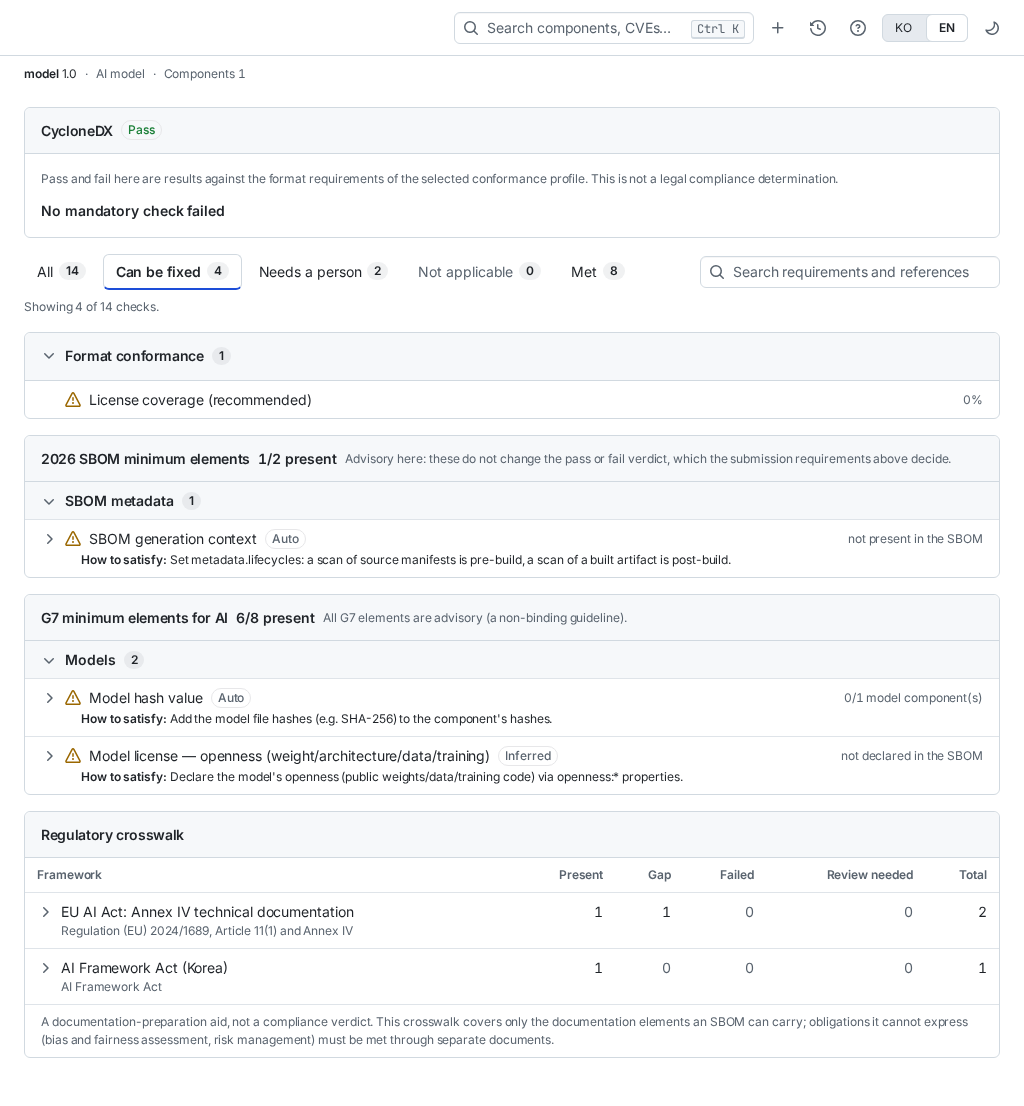 Search components, CVEs... Ctrl K KO EN
model 1.0 · AI model · Components 1
CycloneDX Pass
Pass and fail here are results against the format requirements of the selected conformance profile. This is not a legal compliance determination.
No mandatory check failed
All 14 Can be fixed 4 Needs a person 2 Not applicable 0 Met 8 Search requirements and references
Showing 4 of 14 checks.
Format conformance 1
License coverage (recommended) 0%
2026 SBOM minimum elements 1/2 present Advisory here: these do not change the pass or fail verdict, which the submission requirements above decide.
SBOM metadata 1
SBOM generation context Auto not present in the SBOM
How to satisfy: Set metadata.lifecycles: a scan of source manifests is pre-build, a scan of a built artifact is post-build.
G7 minimum elements for AI 6/8 present All G7 elements are advisory (a non-binding guideline).
Models 2
Model hash value Auto 0/1 model component(s)
How to satisfy: Add the model file hashes (e.g. SHA-256) to the component's hashes.
Model license — openness (weight/architecture/data/training) Inferred not declared in the SBOM
How to satisfy: Declare the model's openness (public weights/data/training code) via openness:* properties.
Regulatory crosswalk
Framework Present Gap Failed Review needed Total
EU AI Act: Annex IV technical documentation 1 1 0 0 2
Regulation (EU) 2024/1689, Article 11(1) and Annex IV
AI Framework Act (Korea) 1 0 0 0 1
AI Framework Act
A documentation-preparation aid, not a compliance verdict. This crosswalk covers only the documentation elements an SBOM can carry; obligations it cannot express
(bias and fairness assessment, risk management) must be met through separate documents.